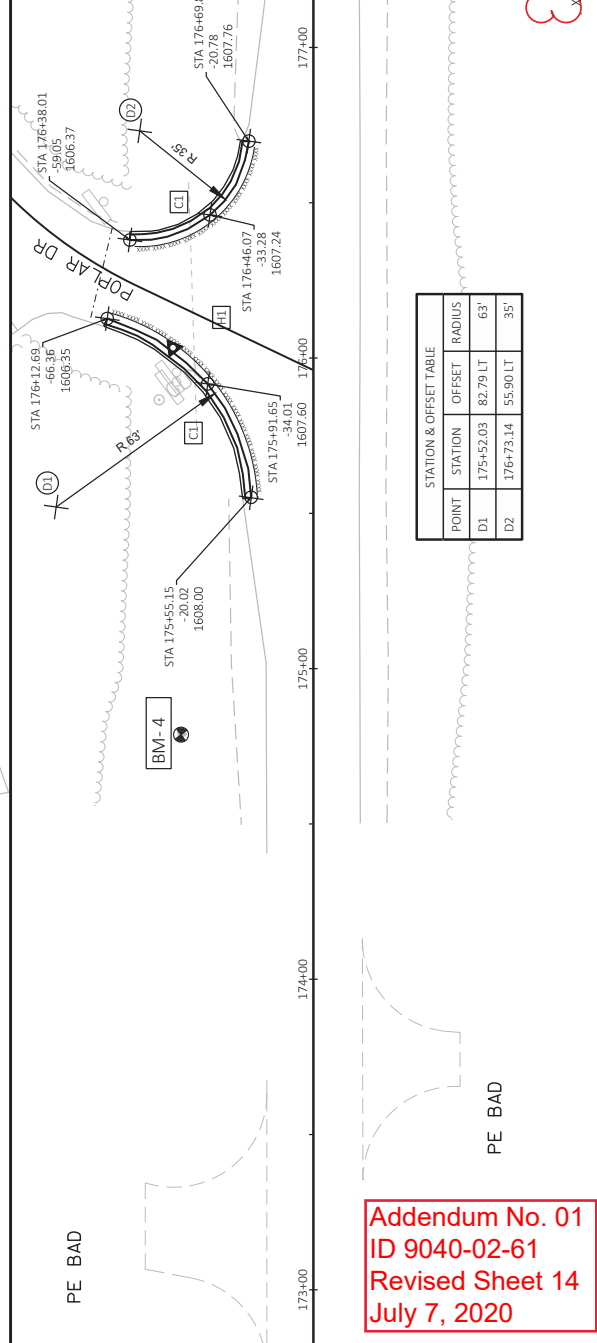 PE BAD
BM- 4
STA 175+55.15
-20.02
1608.00
D1
R 63'
C1
STA 175+91.65
-34.01
1607.60
STA 176+12.69
-66.36
1606.35
H1
POPLAR DR
STA 176+38.01
-59.05
1606.37
D2
R 35'
C1
STA 176+46.07
-33.28
1607.24
STA 176+69.8
-20.78
1607.76
173+00
174+00
175+00
176+00
177+00
PE BAD
STATION & OFFSET TABLE
POINT STATION OFFSET RADIUS
D1 175+52.03 82.79 LT 63'
D2 176+73.14 55.90 LT 35'
Addendum No. 01
ID 9040-02-61
Revised Sheet 14
July 7, 2020